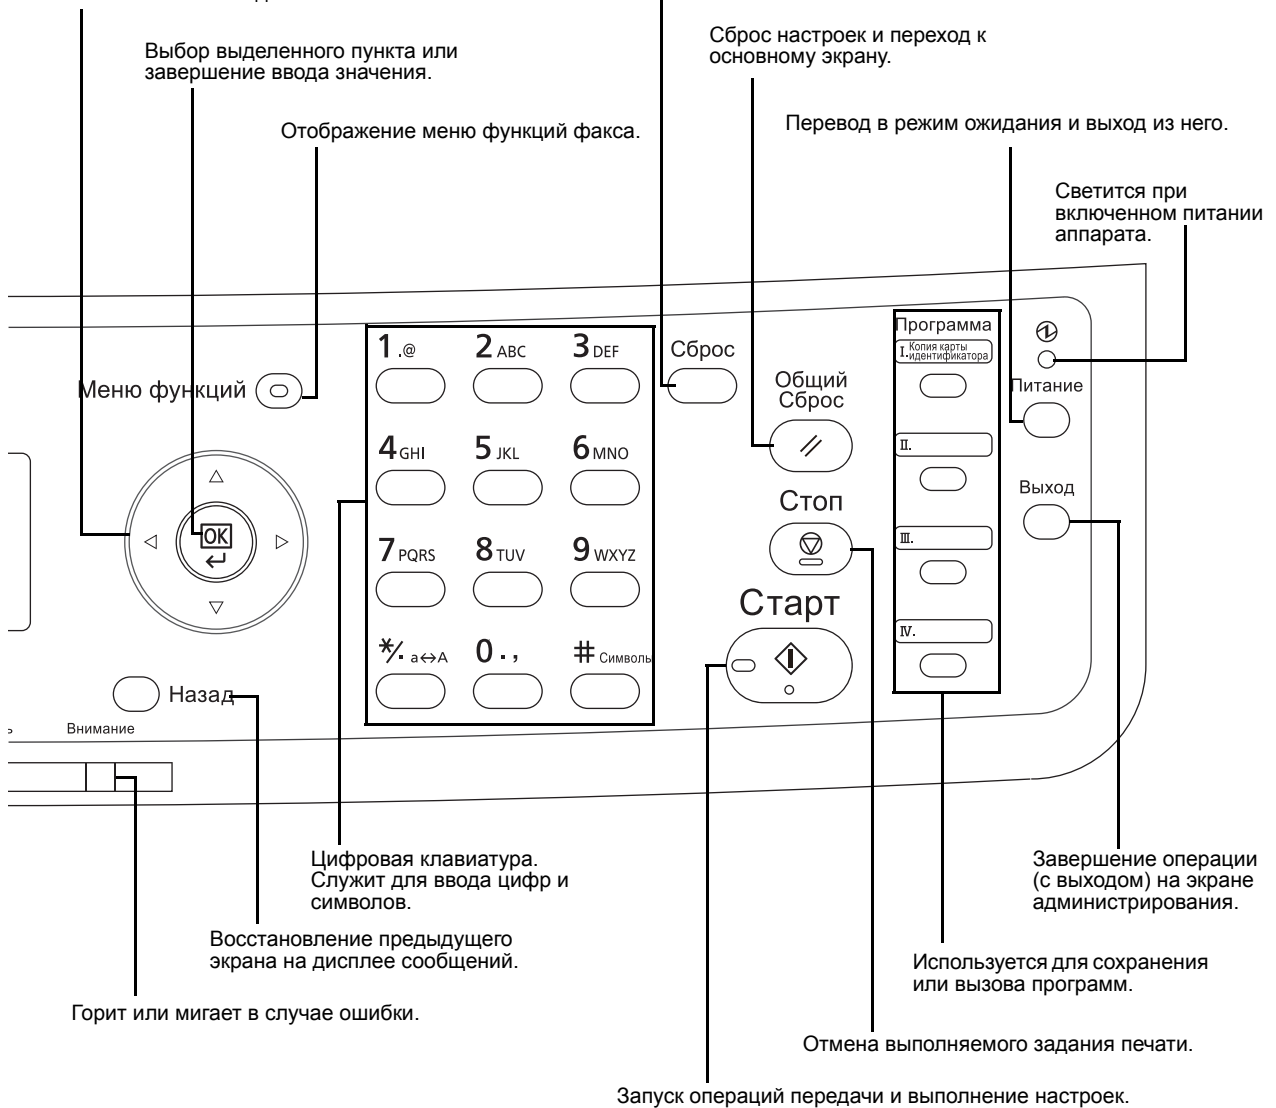 Выбор выделенного пункта или
завершение ввода значения.
Сброс настроек и переход к
основному экрану.
Отображение меню функций факса.
Перевод в режим ожидания и выход из него.
Светится при
включенном питании
аппарата.
Меню функций
1 .@
2 ABC
3 DEF
Сброс
4 GHI
5 JKL
6 MNO
7 PQRS
8 TUV
9 WXYZ
*/. a↔A
0 . ,
# Символы
Общий
Сброс
Стоп
Старт
Программа
I. Копия карты
идентификатора
II.
III.
IV.
Питание
Выход
OK
Назад
Внимание
Цифровая клавиатура.
Служит для ввода цифр и
символов.
Восстановление предыдущего
экрана на дисплее сообщений.
Горит или мигает в случае ошибки.
Завершение операции
(с выходом) на экране
администрирования.
Используется для сохранения
или вызова программ.
Отмена выполняемого задания печати.
Запуск операций передачи и выполнение настроек.